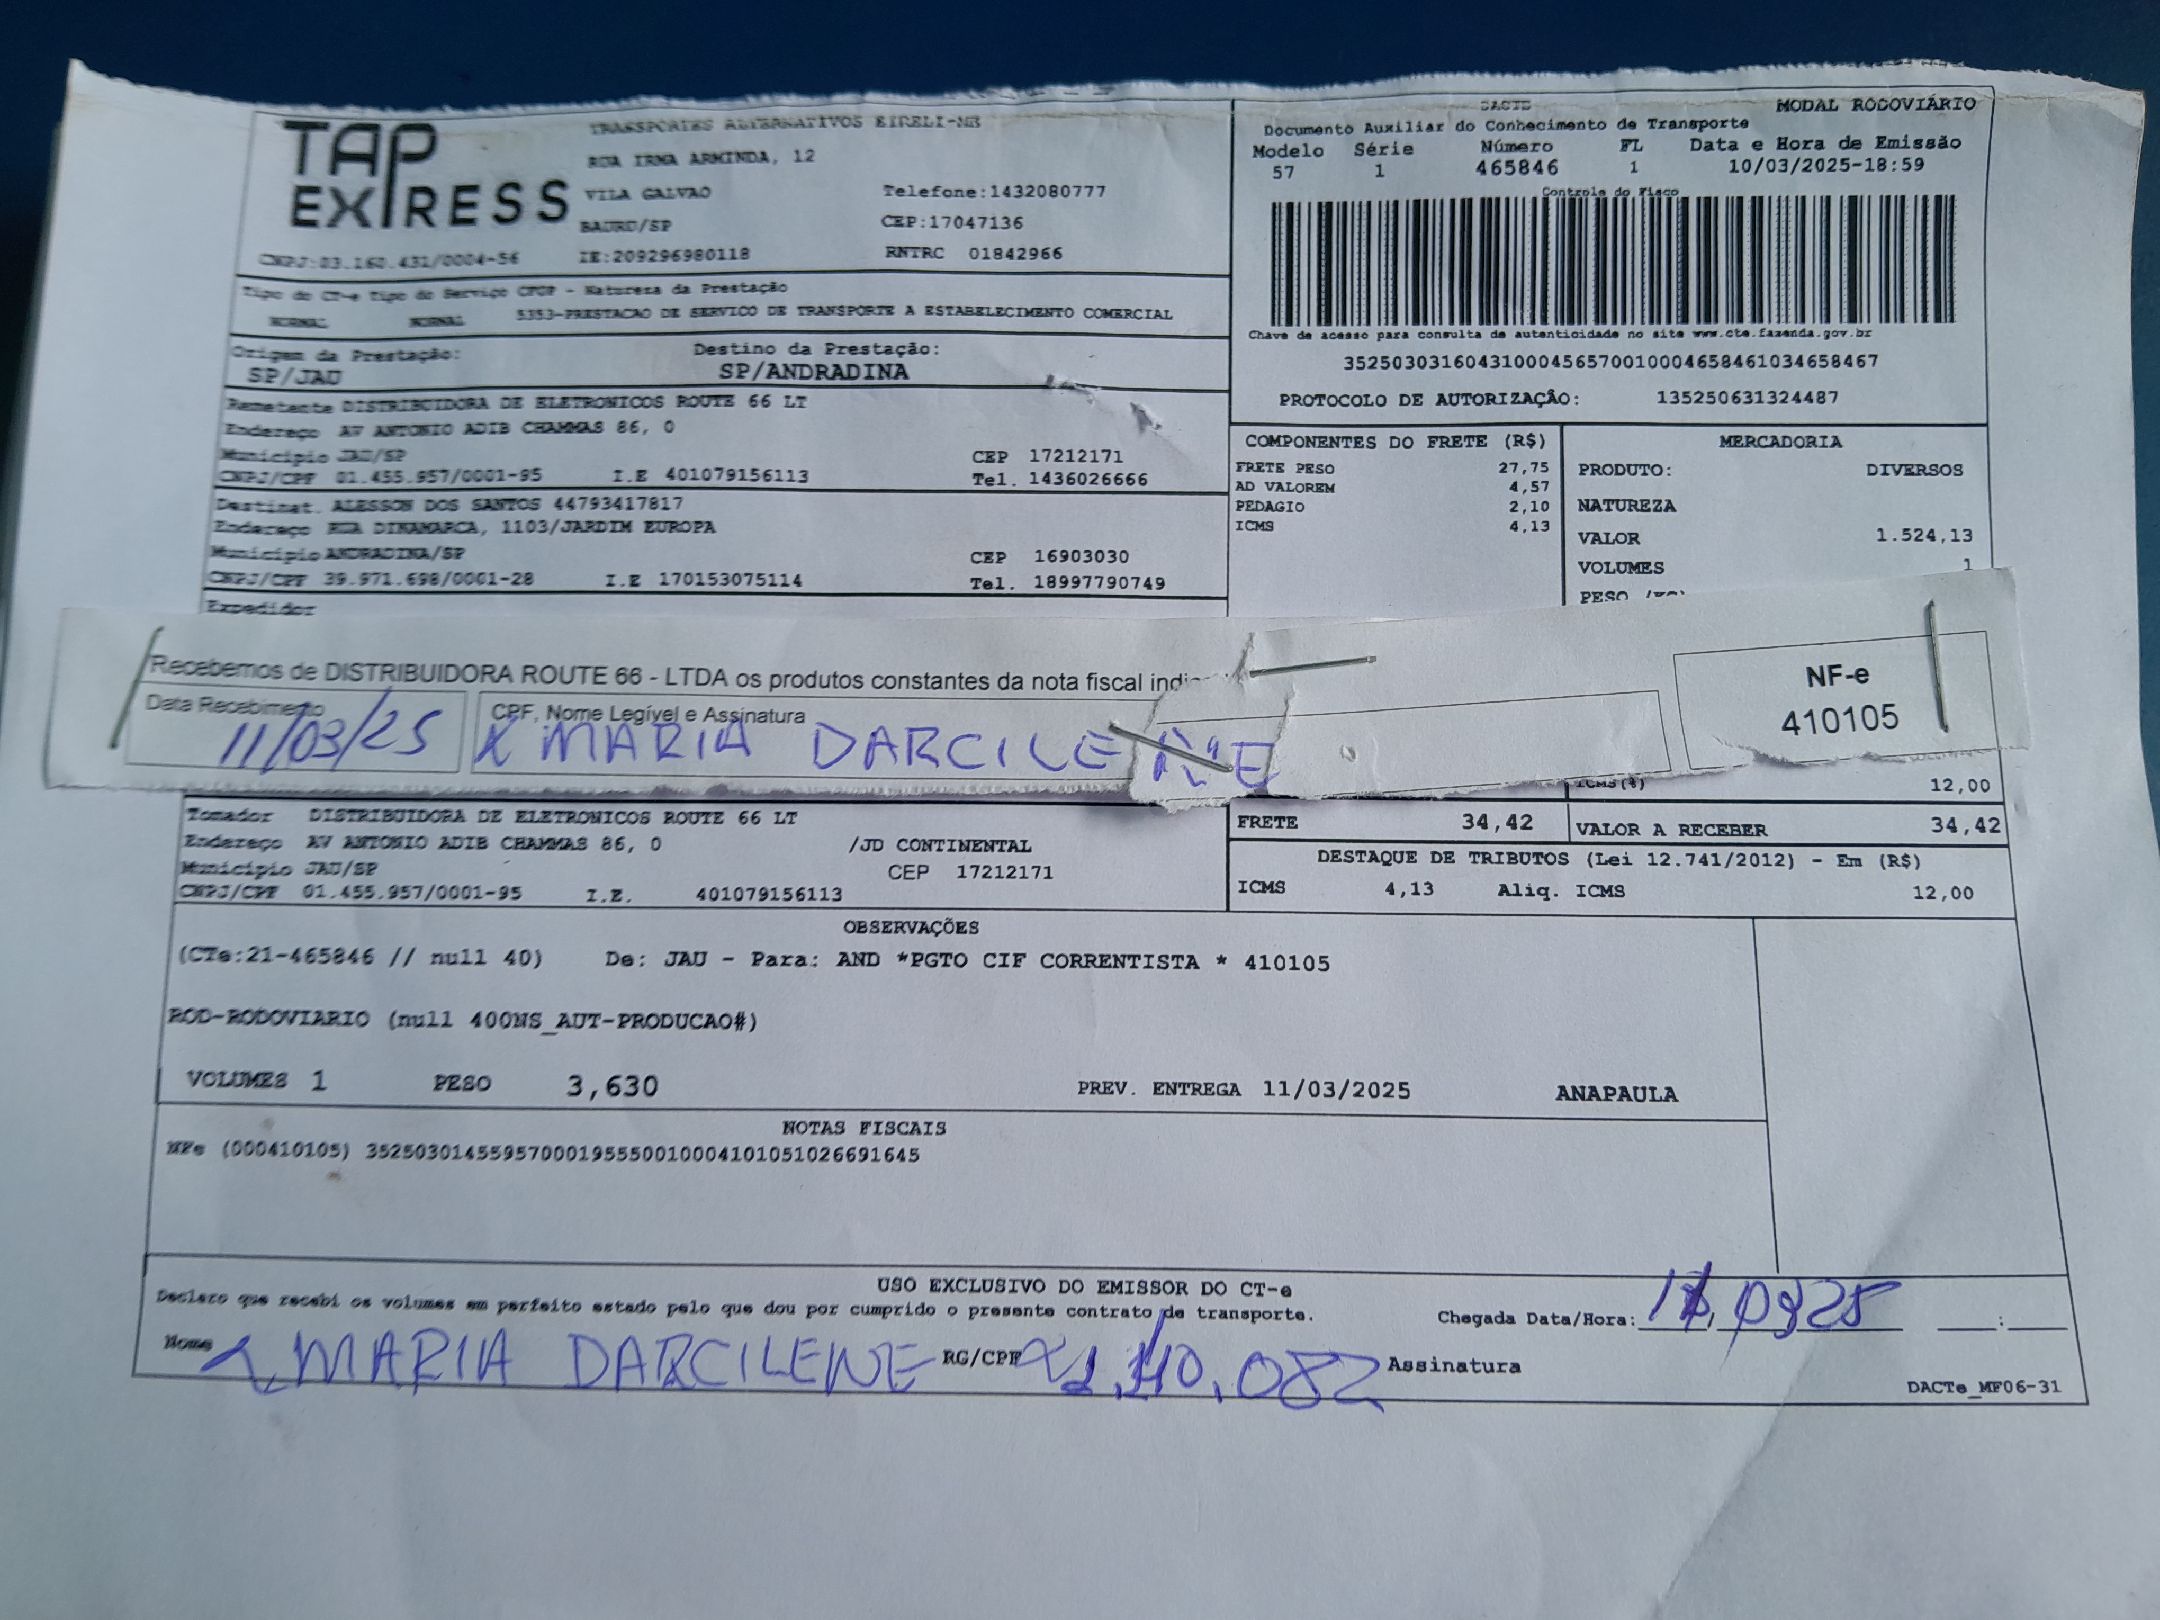 TAP EXPRESS
TRANSPORTES ALTERNATIVOS EIRELI-NB
RUA IRMA ARMINDA, 12
VILA GALVAO Telefone:1432080777
BAURU/SP CEP:17047136
CNPJ:03.160.431/0004-56 IE:209296980118 RNTRC 01842966
DACTE MODAL RODOVIÁRIO
Documento Auxiliar do Conhecimento de Transporte
Modelo Série Número FL Data e Hora de Emissão
57 1 465846 1 10/03/2025-18:59
Controle do Fisco
Chave de acesso para consulta de autenticidade no site www.cte.fazenda.gov.br
35250303160431000456570010004658461034658467
PROTOCOLO DE AUTORIZAÇÃO: 135250631324487
Tipo do CT-e Tipo do Serviço CFOP - Natureza da Prestação
NORMAL NORMAL 5353-PRESTACAO DE SERVICO DE TRANSPORTE A ESTABELECIMENTO COMERCIAL
Origem da Prestação: Destino da Prestação:
SP/JAU SP/ANDRADINA
Remetente DISTRIBUIDORA DE ELETRONICOS ROUTE 66 LT
Endereço AV ANTONIO ADIB CHAMMAS 86, 0
Município JAU/SP CEP 17212171
CNPJ/CPF 01.455.957/0001-95 I.E 401079156113 Tel. 1436026666
Destinat. ALESSON DOS SANTOS 44793417817
Endereço RUA DINAMARCA, 1103/JARDIM EUROPA
Município ANDRADINA/SP CEP 16903030
CNPJ/CPF 39.971.698/0001-28 I.E 170153075114 Tel. 18997790749
Expedidor
COMPONENTES DO FRETE (R$)
FRETE PESO 27,75
AD VALOREM 4,57
PEDAGIO 2,10
ICMS 4,13
MERCADORIA
PRODUTO: DIVERSOS
NATUREZA
VALOR 1.524,13
VOLUMES 1
PESO
Recebemos de DISTRIBUIDORA ROUTE 66 - LTDA os produtos constantes da nota fiscal
Data Recebimento CPF, Nome Legível e Assinatura
11/03/25 X MARIA DARCILENE
NF-e
410105
ICMS(%) 12,00
Tomador DISTRIBUIDORA DE ELETRONICOS ROUTE 66 LT
Endereço AV ANTONIO ADIB CHAMMAS 86, 0 /JD CONTINENTAL
Município JAU/SP CEP 17212171
CNPJ/CPF 01.455.957/0001-95 I.E. 401079156113
FRETE 34,42 VALOR A RECEBER 34,42
DESTAQUE DE TRIBUTOS (Lei 12.741/2012) - Em (R$)
ICMS 4,13 Aliq. ICMS 12,00
OBSERVAÇÕES
(CTe:21-465846 // null 40) De: JAU - Para: AND *PGTO CIF CORRENTISTA * 410105
ROD-RODOVIARIO (null 400NS_AUT-PRODUCAO#)
VOLUMES 1 PESO 3,630 PREV. ENTREGA 11/03/2025 ANAPAULA
NOTAS FISCAIS
NFe (000410105) 35250301455957000195550010004101051026691645
USO EXCLUSIVO DO EMISSOR DO CT-e
Declaro que recebi os volumes em perfeito estado pelo que dou por cumprido o presente contrato de transporte.
Chegada Data/Hora: 11, 0325 :
Nome MARIA DARCILENE RG/CPF Assinatura
DACTe_MF06-31